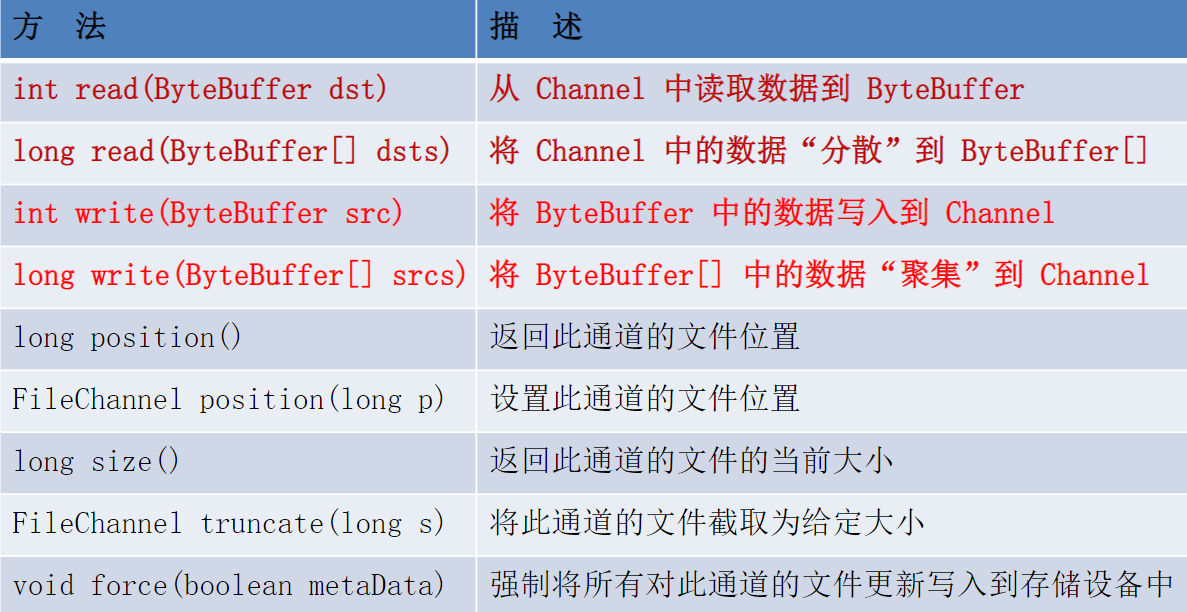 方 法 描 述
int read(ByteBuffer dst) 从 Channel 中读取数据到 ByteBuffer
long read(ByteBuffer[] dsts) 将 Channel 中的数据“分散”到 ByteBuffer[]
int write(ByteBuffer src) 将 ByteBuffer 中的数据写入到 Channel
long write(ByteBuffer[] srcs) 将 ByteBuffer[] 中的数据“聚集”到 Channel
long position() 返回此通道的文件位置
FileChannel position(long p) 设置此通道的文件位置
long size() 返回此通道的文件的当前大小
FileChannel truncate(long s) 将此通道的文件截取为给定大小
void force(boolean metaData) 强制将所有对此通道的文件更新写入到存储设备中